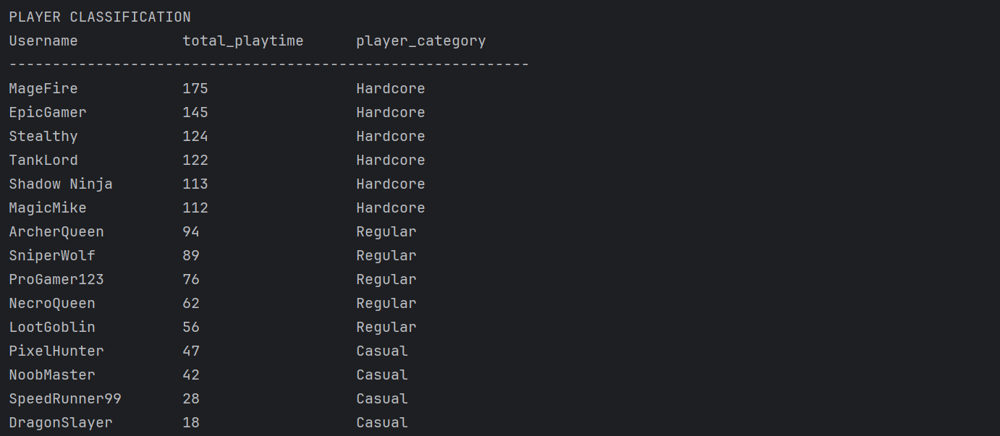 PLAYER CLASSIFICATION
Username            total_playtime      player_category
------------------------------------------------------------
MageFire            175                 Hardcore
EpicGamer           145                 Hardcore
Stealthy            124                 Hardcore
TankLord            122                 Hardcore
Shadow Ninja        113                 Hardcore
MagicMike           112                 Hardcore
ArcherQueen         94                  Regular
SniperWolf          89                  Regular
ProGamer123         76                  Regular
NecroQueen          62                  Regular
LootGoblin          56                  Regular
PixelHunter         47                  Casual
NoobMaster          42                  Casual
SpeedRunner99       28                  Casual
DragonSlayer        18                  Casual